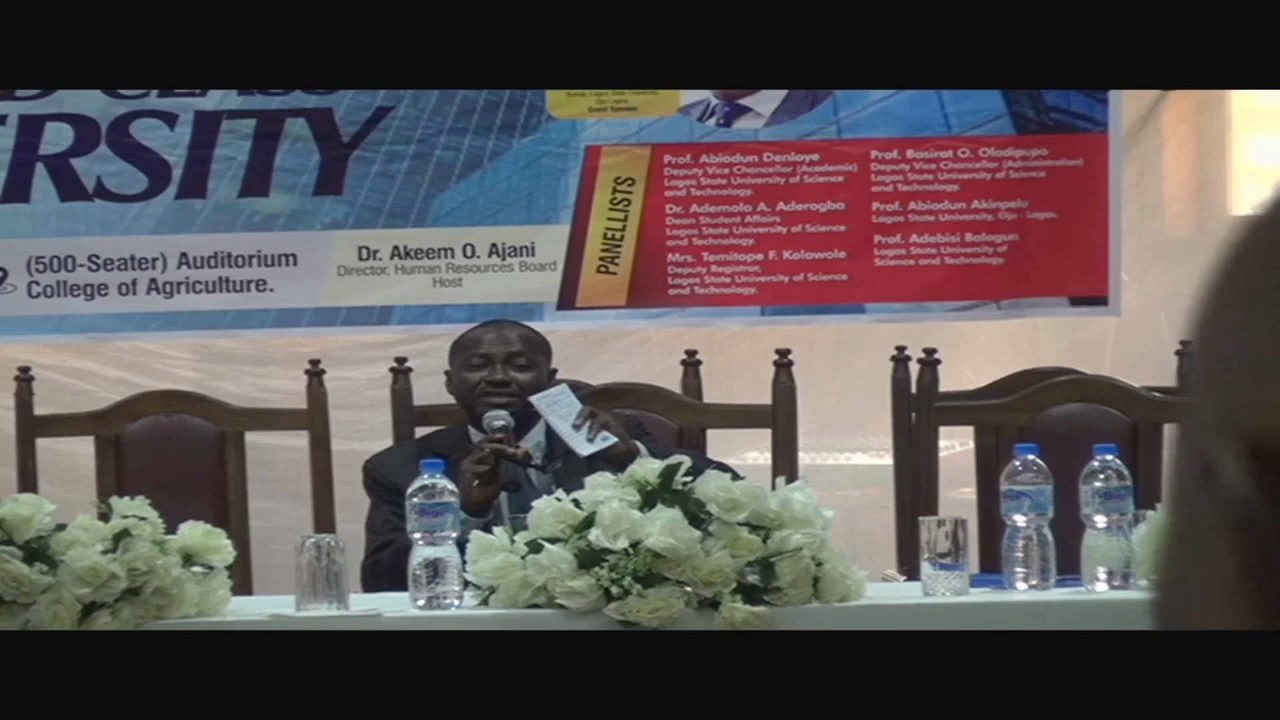 D CLASS
ERSITY
(500-Seater) Auditorium
College of Agriculture.
Dr. Akeem O. Ajani
Director, Human Resources Board
Host
Ojo-Lagos.
Guest Speaker
PANELLISTS
Prof. Abiodun Denloye
Deputy Vice Chancellor (Academic)
Lagos State University of Science
and Technology.
Dr. Ademola A. Aderogba
Dean Student Affairs
Lagos State University of Science
and Technology.
Mrs. Temitope F. Kolawole
Deputy Registrar,
Lagos State University of Science
and Technology.
Prof. Basirat O. Oladipupo
Deputy Vice Chancellor (Administration)
Lagos State University of Science
and Technology.
Prof. Abiodun Akinpelu
Lagos State University, Ojo - Lagos.
Prof. Adebisi Balogun
Lagos State University of
Science and Technology.